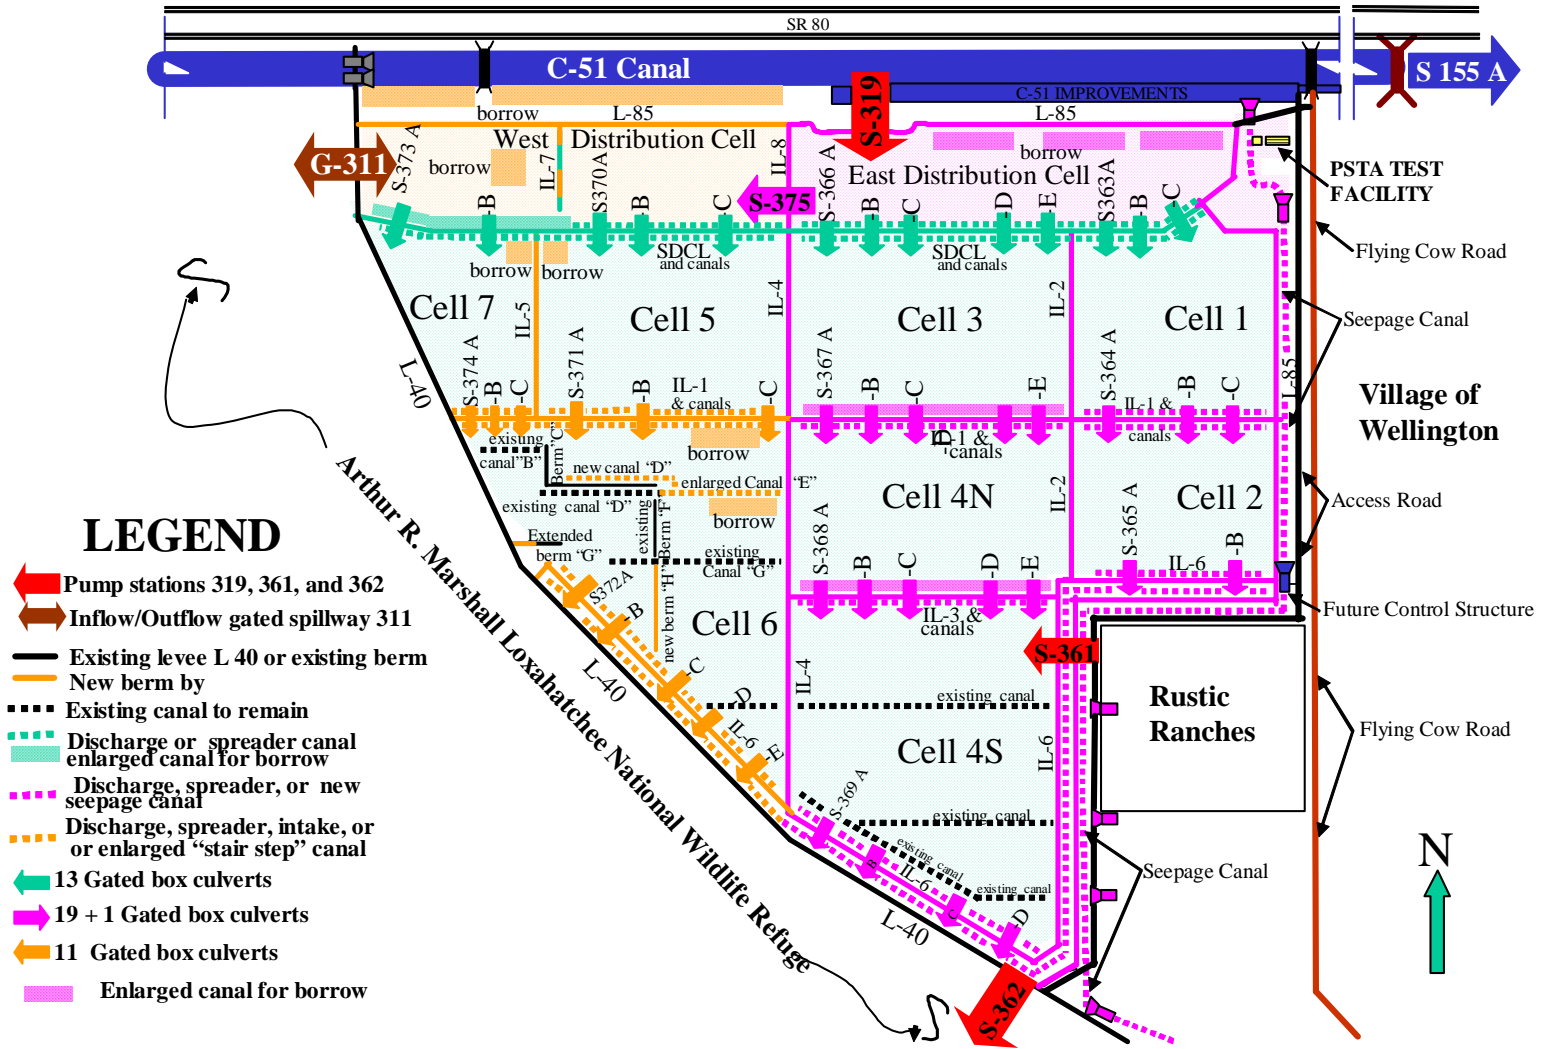 SR 80
C-51 Canal
S 155 A
C-51 IMPROVEMENTS
borrow
L-85
L-85
S-319
West
Distribution Cell
borrow
PSTA TEST
FACILITY
G-311
S-373 A
borrow
IL-7
S370A
IL-8
S-375
S-366 A
East Distribution Cell
S363A
-B
-B
-C
-B
-C
-D
-E
-B
-C
SDCL
and canals
SDCL
and canals
Flying Cow Road
borrow
borrow
Cell 7
IL-5
Cell 5
IL-4
Cell 3
IL-2
Cell 1
Seepage Canal
L-40
S-374 A
-B
-C
S-371 A
-B
IL-1
& canals
-C
S-367 A
-B
-C
-E
S-364 A
-B
-C
L-85
IL-1 &
canals
Village of
Wellington
existing
canal"B"
Berm"C"
borrow
IL-1 &
-D
canals
new canal "D"
enlarged Canal "E"
existing canal "D"
existing
Berm "F"
borrow
Cell 4N
IL-2
Cell 2
Access Road
Arthur R. Marshall Loxahatchee National Wildlife Refuge
Extended
berm "G"
existing
Canal "G"
S-368 A
-B
-C
-D
-E
S-365 A
IL-6
-B
LEGEND
Pump stations 319, 361, and 362
Inflow/Outflow gated spillway 311
Existing levee L 40 or existing berm
New berm by
Existing canal to remain
Discharge or spreader canal
enlarged canal for borrow
Discharge, spreader, or new
seepage canal
Discharge, spreader, intake, or
or enlarged "stair step" canal
13 Gated box culverts
19 + 1 Gated box culverts
11 Gated box culverts
Enlarged canal for borrow
S372A
-B
new berm "H"
Cell 6
IL-3 &
canals
Future Control Structure
S-361
L-40
-C
-D
IL-6
-E
IL-4
existing canal
Rustic
Ranches
IL-6
Cell 4S
Flying Cow Road
S-369 A
existing canal
B
existing canal
IL-6
existing canal
C
-D
L-40
Seepage Canal
N
S-362